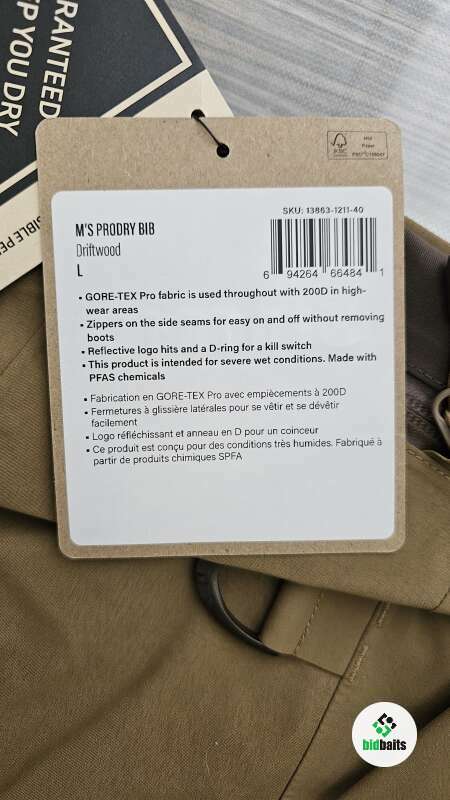 RANTEED
P YOU DRY
SIBLE PE
FSC
MIX
Paper
SKU: 13863-1211-40
M'S PRODRY BIB
Driftwood
L
6 94264 66484 1
• GORE-TEX Pro fabric is used throughout with 200D in high-
wear areas
• Zippers on the side seams for easy on and off without removing
boots
• Reflective logo hits and a D-ring for a kill switch
• This product is intended for severe wet conditions. Made with
PFAS chemicals
• Fabrication en GORE-TEX Pro avec empiècements à 200D
• Fermetures à glissière latérales pour se vêtir et se dévêtir
facilement
• Logo réfléchissant et anneau en D pour un coinceur
• Ce produit est conçu pour des conditions très humides. Fabriqué à
partir de produits chimiques SPFA
bidbaits